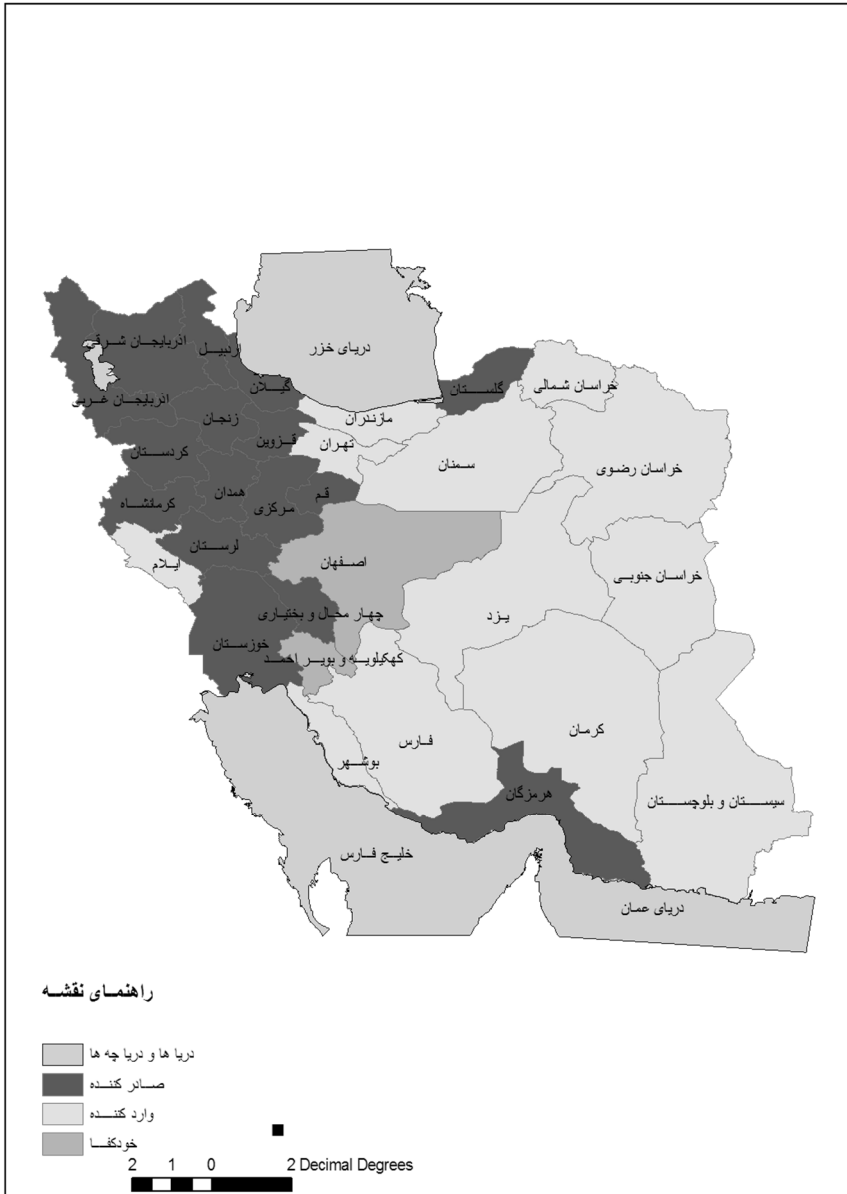 دریای خزر
آذربایجان شرقی
اردبیل
گیلان
گلستان
خراسان شمالی
آذربایجان غربی
زنجان
مازندران
قزوین
تهران
کردستان
سمنان
خراسان رضوی
همدان
قم
کرمانشاه
مرکزی
لرستان
ایلام
اصفهان
خراسان جنوبی
چهار محال و بختیاری
یزد
خوزستان
کهکیلویه و بویر احمد
کرمان
فارس
بوشهر
هرمزگان
سیستان و بلوچستان
خلیج فارس
دریای عمان
راهنمای نقشه
دریا ها و دریا چه ها
صادر کننده
وارد کننده
خودکفا
2 1 0 2 Decimal Degrees